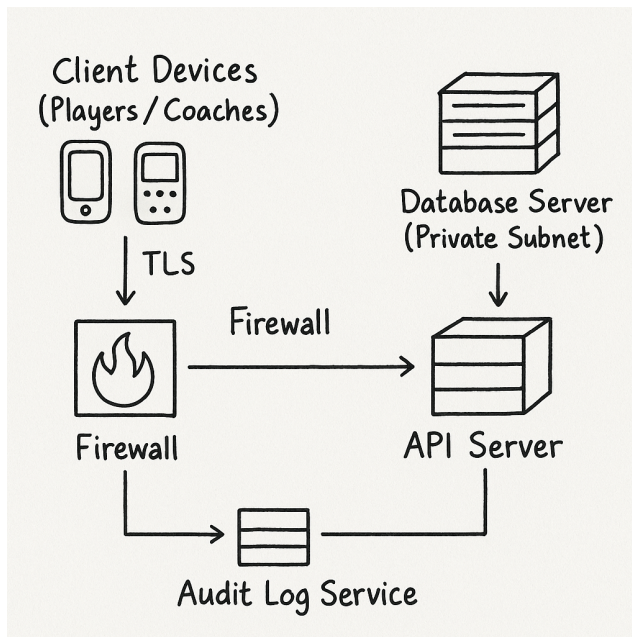 Client Devices
(Players / Coaches)
Database Server
(Private Subnet)
TLS
Firewall
Firewall
API Server
Audit Log Service